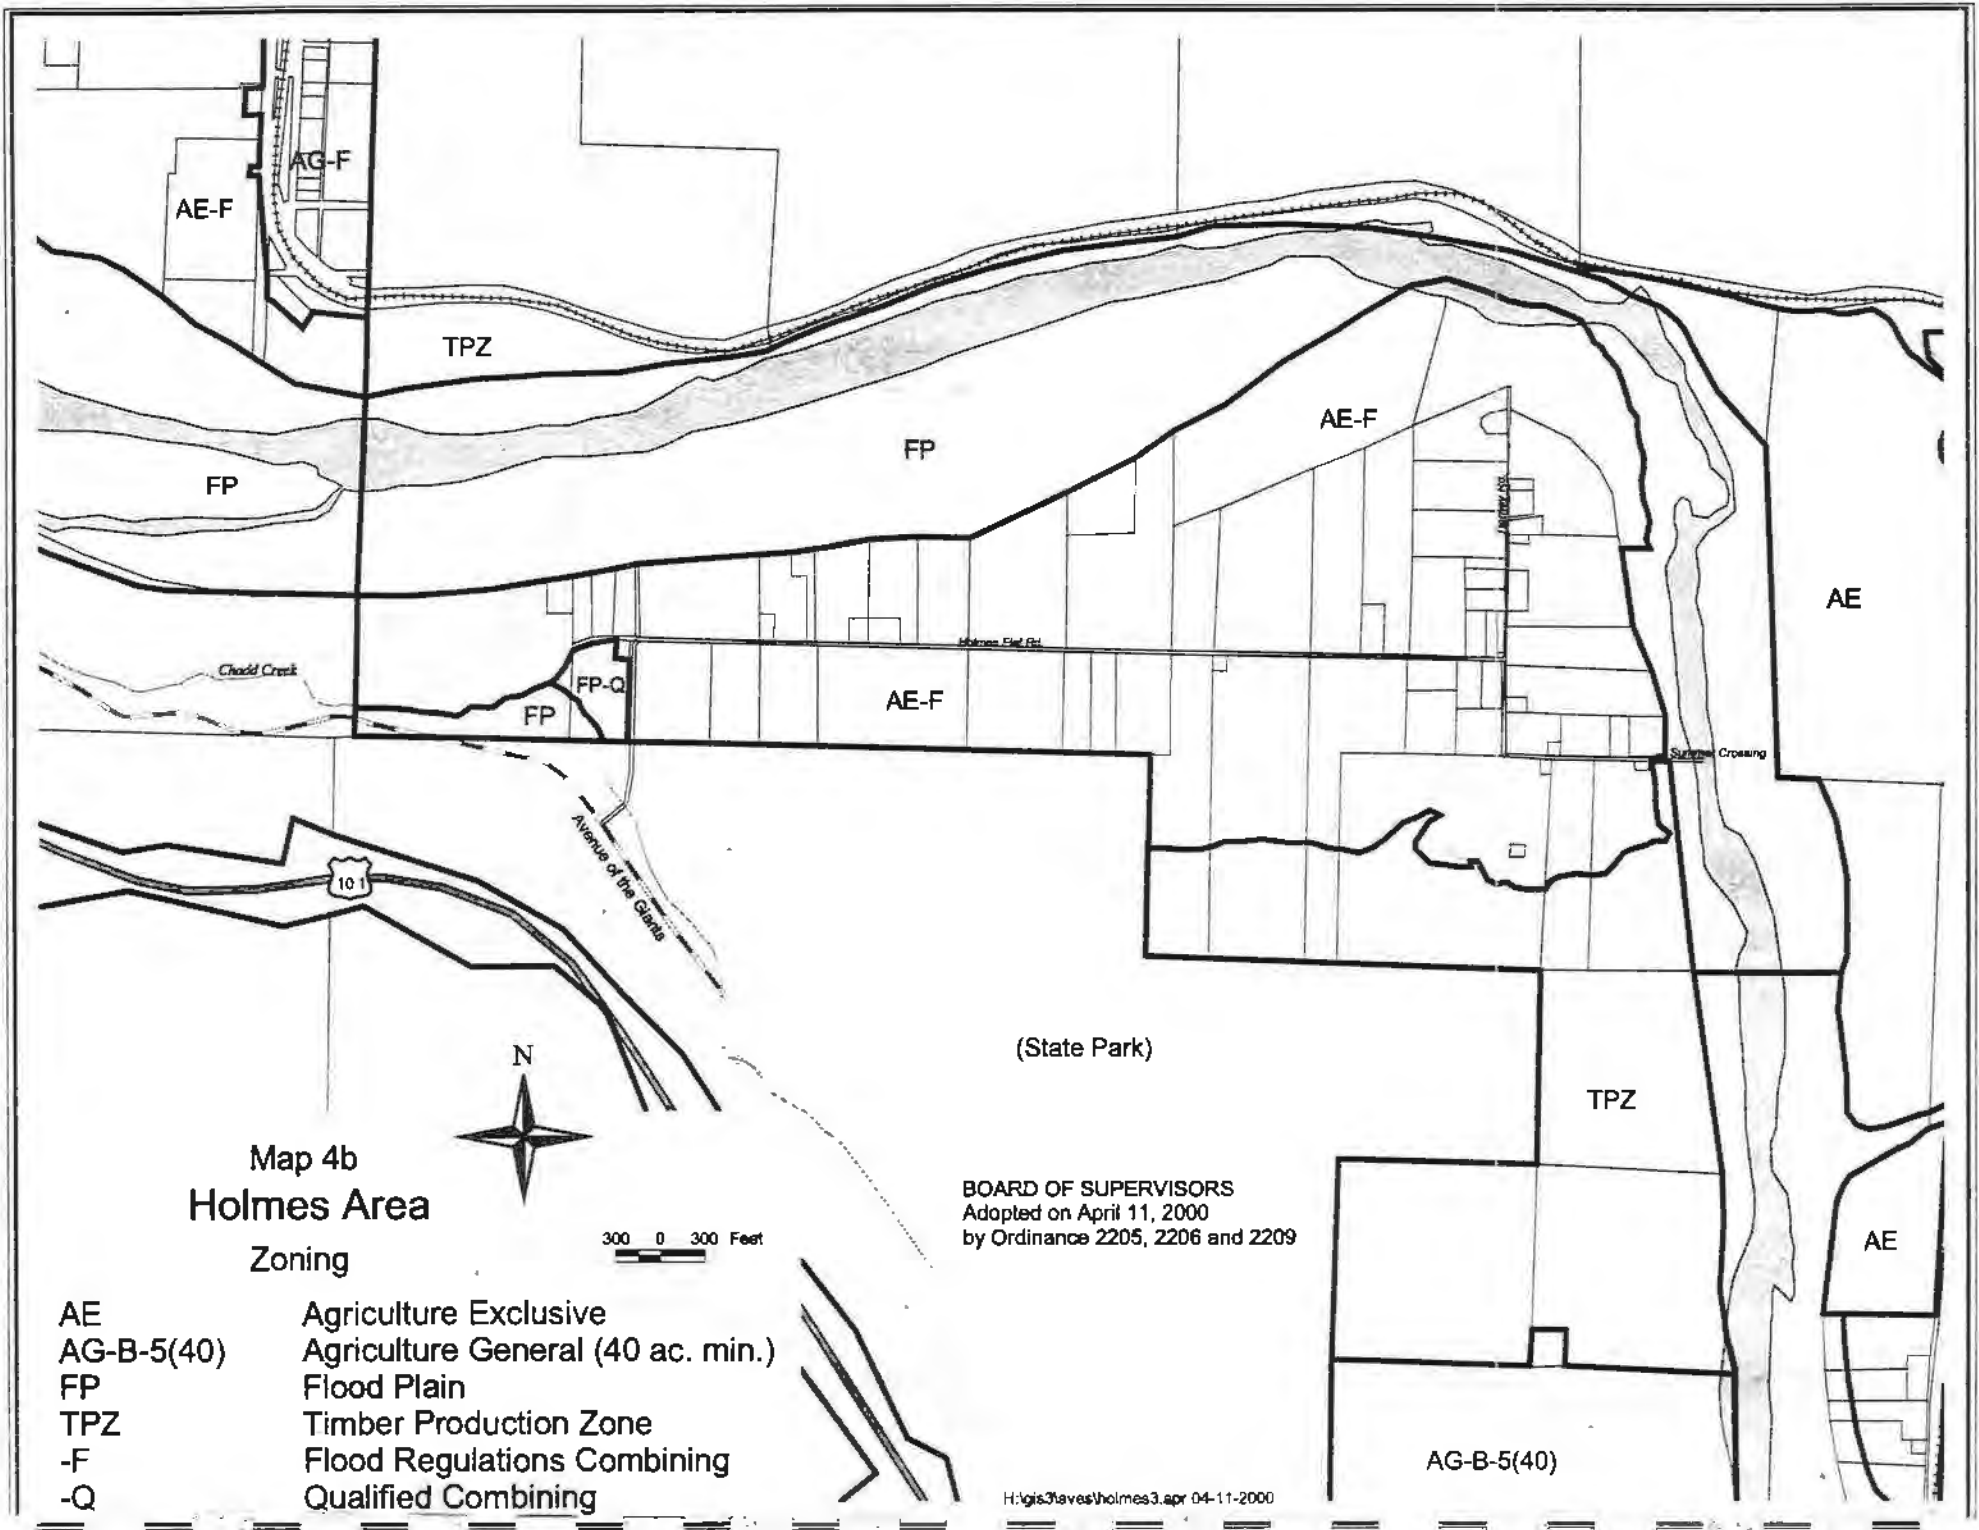 AG-F
AE-F
TPZ
AE-F
FP
FP
AE
Holmes Flat Rd.
Chadd Creek
FP-Q
AE-F
FP
Summer Crossing
Avenue of the Giants
101
(State Park)
N
TPZ
Map 4b
Holmes Area
Zoning
BOARD OF SUPERVISORS
Adopted on April 11, 2000
by Ordinance 2205, 2206 and 2209
300 0 300 Feet
AE
AE Agriculture Exclusive
AG-B-5(40) Agriculture General (40 ac. min.)
FP Flood Plain
TPZ Timber Production Zone
-F Flood Regulations Combining
-Q Qualified Combining
AG-B-5(40)
H:\gis3\aves\holmes3.apr 04-11-2000